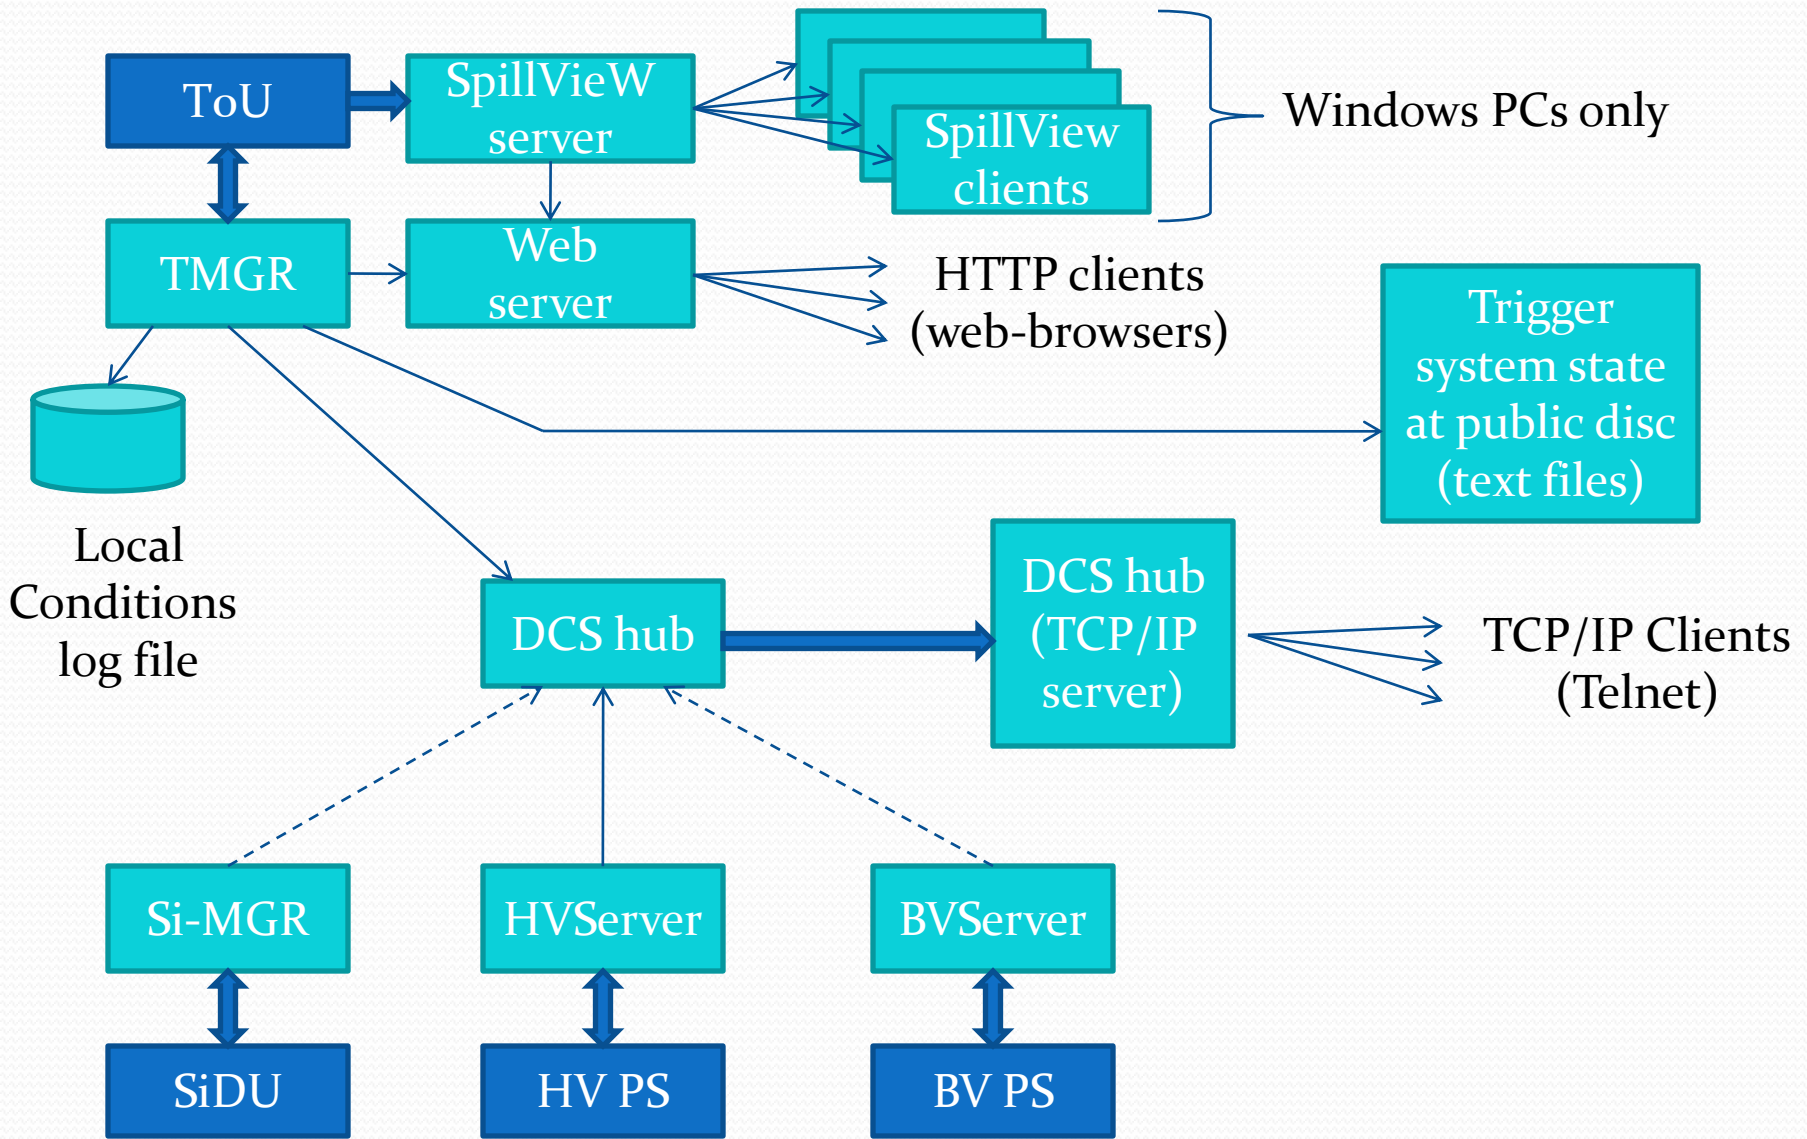 ToU
SpillVieW
server
SpillView
clients
Windows PCs only
TMGR
Web
server
HTTP clients
(web-browsers)
Trigger
system state
at public disc
(text files)
Local
Conditions
log file
DCS hub
DCS hub
(TCP/IP
server)
TCP/IP Clients
(Telnet)
Si-MGR
HVServer
BVServer
SiDU
HV PS
BV PS